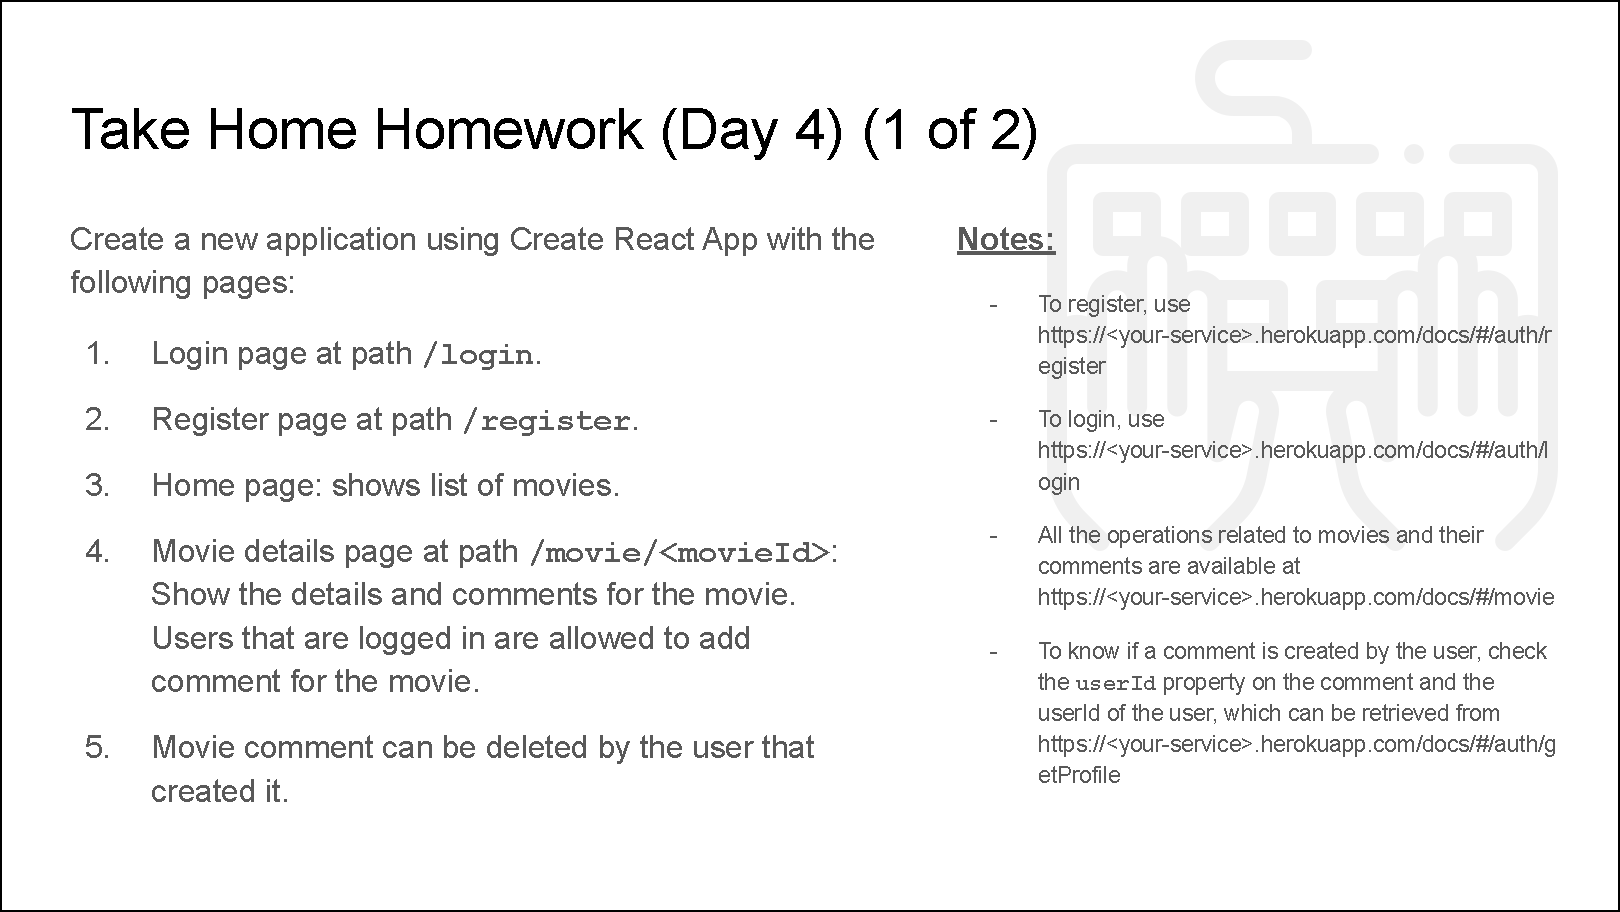 Take Home Homework (Day 4) (1 of 2)
Create a new application using Create React App with the
following pages:
1. Login page at path /login.
2. Register page at path /register.
3. Home page: shows list of movies.
4. Movie details page at path /movie/<movieId>:
Show the details and comments for the movie.
Users that are logged in are allowed to add
comment for the movie.
5. Movie comment can be deleted by the user that
created it.
Notes:
- To register, use
https://<your-service>.herokuapp.com/docs/#/auth/r
egister
- To login, use
https://<your-service>.herokuapp.com/docs/#/auth/l
ogin
- All the operations related to movies and their
comments are available at
https://<your-service>.herokuapp.com/docs/#/movie
- To know if a comment is created by the user, check
the userId property on the comment and the
userId of the user, which can be retrieved from
https://<your-service>.herokuapp.com/docs/#/auth/g
etProfile